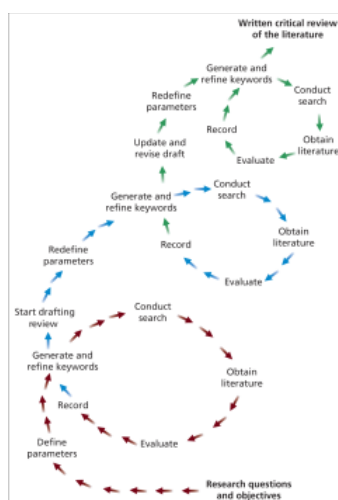 Written critical review
of the literature
Generate and
refine keywords
Conduct
search
Redefine
parameters
Record
Obtain
literature
Update and
revise draft
Evaluate
Conduct
search
Generate and
refine keywords
Obtain
literature
Record
Redefine
parameters
Evaluate
Start drafting
review
Conduct
search
Generate and
refine keywords
Obtain
literature
Record
Define
parameters
Evaluate
Research questions
and objectives